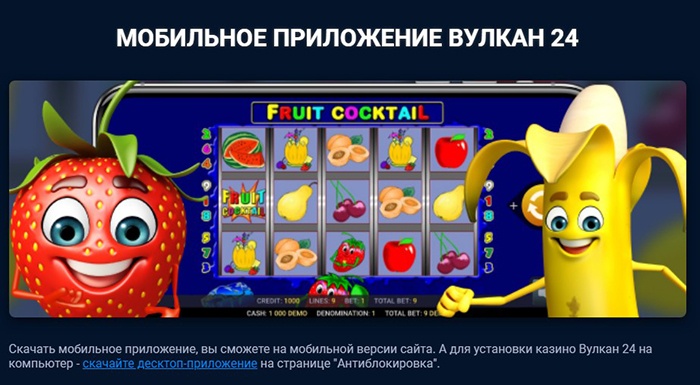 МОБИЛЬНОЕ ПРИЛОЖЕНИЕ ВУЛКАН 24
FRUIT COCKTAIL
FRUIT
COCKTAIL
CREDIT: 1000 LINES: 9 BET: 1 TOTAL BET: 9
CASH: 1 000 DEMO DENOMINATION: 1 TOTAL BET: 9 DE
Скачать мобильное приложение, вы сможете на мобильной версии сайта. А для установки казино Вулкан 24 на
компьютер - скачайте десктоп-приложение на странице "Антиблокировка".